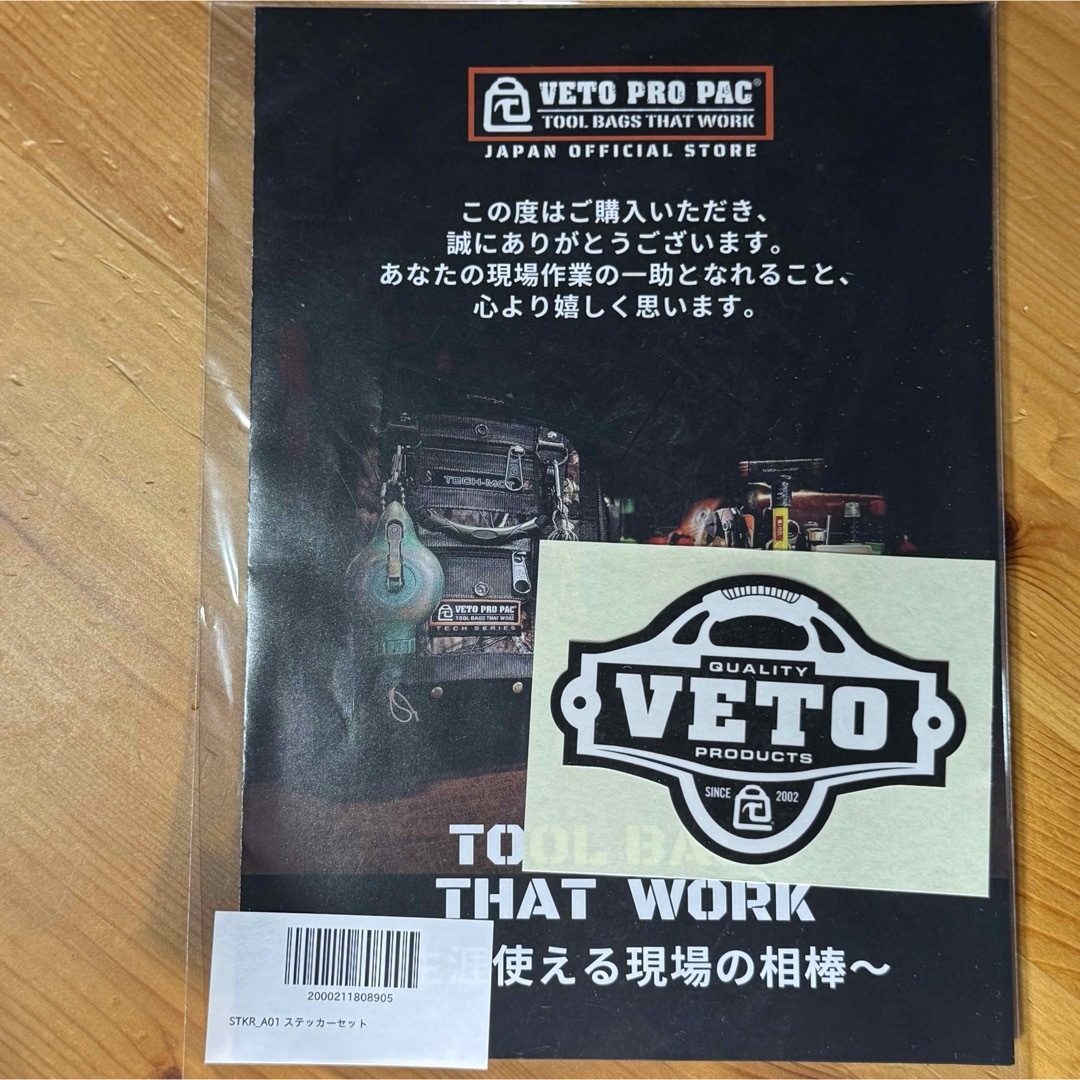 VETO PRO PAC®
TOOL BAGS THAT WORK
JAPAN OFFICIAL STORE
この度はご購入いただき、
誠にありがとうございます。
あなたの現場作業の一助となれること、
心より嬉しく思います。
TECH-MCT
VETO PRO PAC
TOOL BAGS THAT WORK
TECH SERIES
QUALITY
VETO
PRODUCTS
SINCE 2002
TOOL BA
THAT WORK
涯使える現場の相棒～
2000211808905
STKR_A01 ステッカーセット